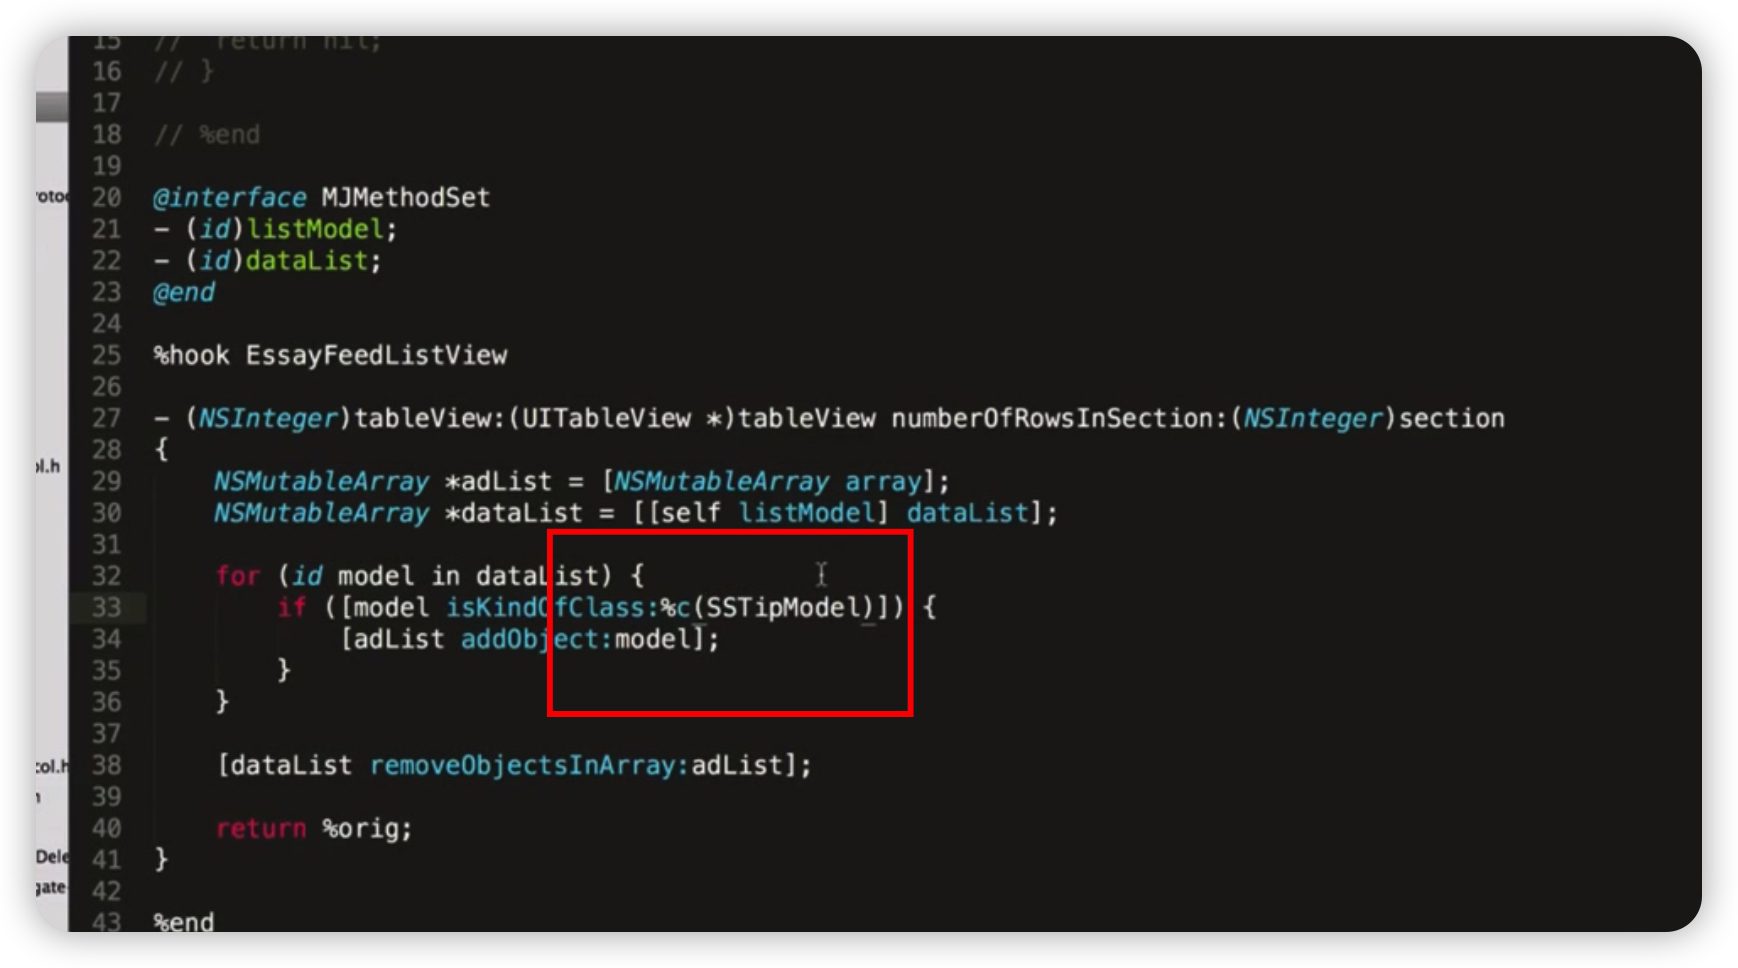 15 // return nil;
16 // }
17
18 // %end
19
20 @interface MJMethodSet
21 - (id)listModel;
22 - (id)dataList;
23 @end
24
25 %hook EssayFeedListView
26
27 - (NSInteger)tableView:(UITableView *)tableView numberOfRowsInSection:(NSInteger)section
28 {
29 NSMutableArray *adList = [NSMutableArray array];
30 NSMutableArray *dataList = [[self listModel] dataList];
31
32 for (id model in dataList) {
33 if ([model isKindOfClass:%c(SSTipModel)]) {
34 [adList addObject:model];
35 }
36 }
37
38 [dataList removeObjectsInArray:adList];
39
40 return %orig;
41 }
42
43 %end
otoc
ol.h
col.h
Dele
gate